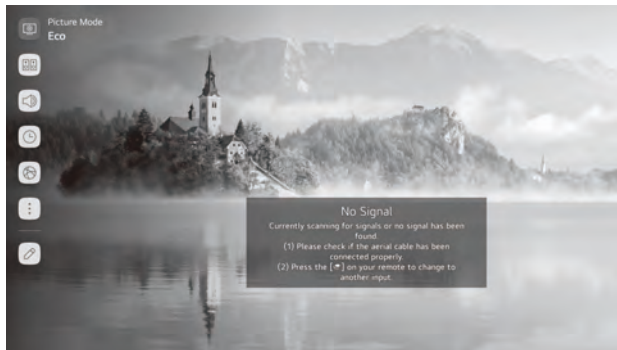 Picture Mode
Eco
No Signal
Currently scanning for signals or no signal has been
found.
(1) Please check if the aerial cable has been
connected properly.
(2) Press the [ ] on your remote to change to
another input.